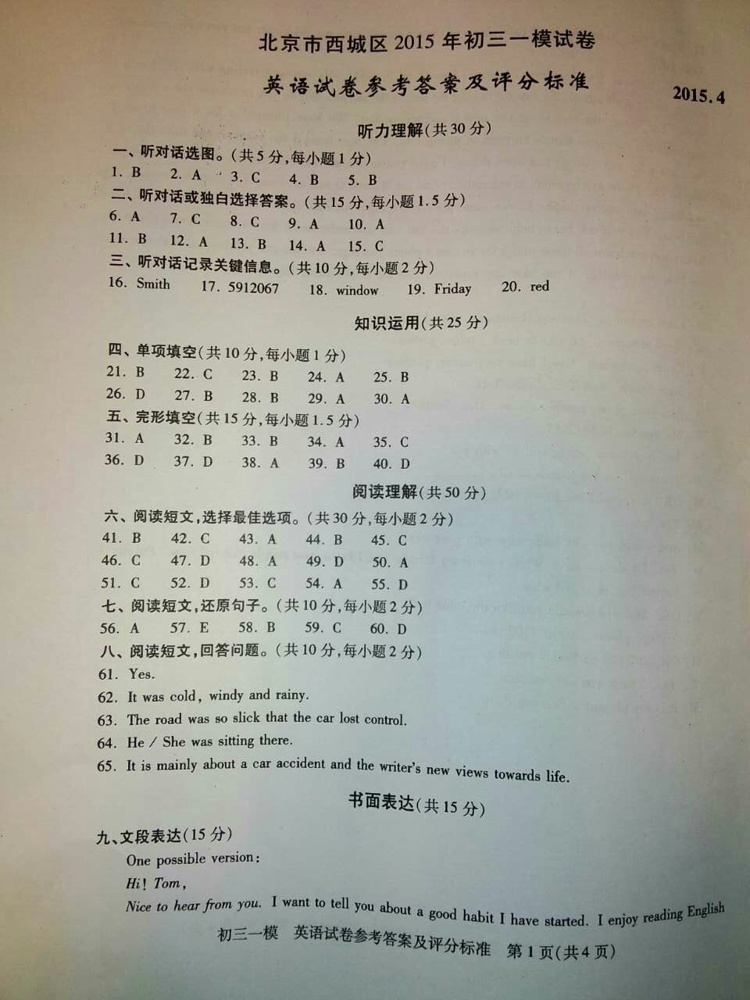 北京市西城区 2015 年初三一模试卷
英语试卷参考答案及评分标准
2015.4
听力理解(共 30 分)
一、听对话选图。(共 5 分,每小题 1 分)
1. B 2. A 3. C 4. B 5. B
二、听对话或独白选择答案。(共 15 分,每小题 1.5 分)
6. A 7. C 8. C 9. A 10. A
11. B 12. A 13. B 14. A 15. C
三、听对话记录关键信息。(共 10 分,每小题 2 分)
16. Smith 17. 5912067 18. window 19. Friday 20. red
知识运用(共 25 分)
四、单项填空(共 10 分,每小题 1 分)
21. B 22. C 23. B 24. A 25. B
26. D 27. B 28. B 29. A 30. A
五、完形填空(共 15 分,每小题 1.5 分)
31. A 32. B 33. B 34. A 35. C
36. D 37. D 38. A 39. B 40. D
阅读理解(共 50 分)
六、阅读短文,选择最佳选项。(共 30 分,每小题 2 分)
41. B 42. C 43. A 44. B 45. C
46. C 47. D 48. A 49. D 50. A
51. C 52. D 53. C 54. A 55. D
七、阅读短文,还原句子。(共 10 分,每小题 2 分)
56. A 57. E 58. B 59. C 60. D
八、阅读短文,回答问题。(共 10 分,每小题 2 分)
61. Yes.
62. It was cold, windy and rainy.
63. The road was so slick that the car lost control.
64. He / She was sitting there.
65. It is mainly about a car accident and the writer's new views towards life.
书面表达(共 15 分)
九、文段表达(15 分)
One possible version:
Hi! Tom,
Nice to hear from you. I want to tell you about a good habit I have started. I enjoy reading English
初三一模 英语试卷参考答案及评分标准 第 1 页(共 4 页)